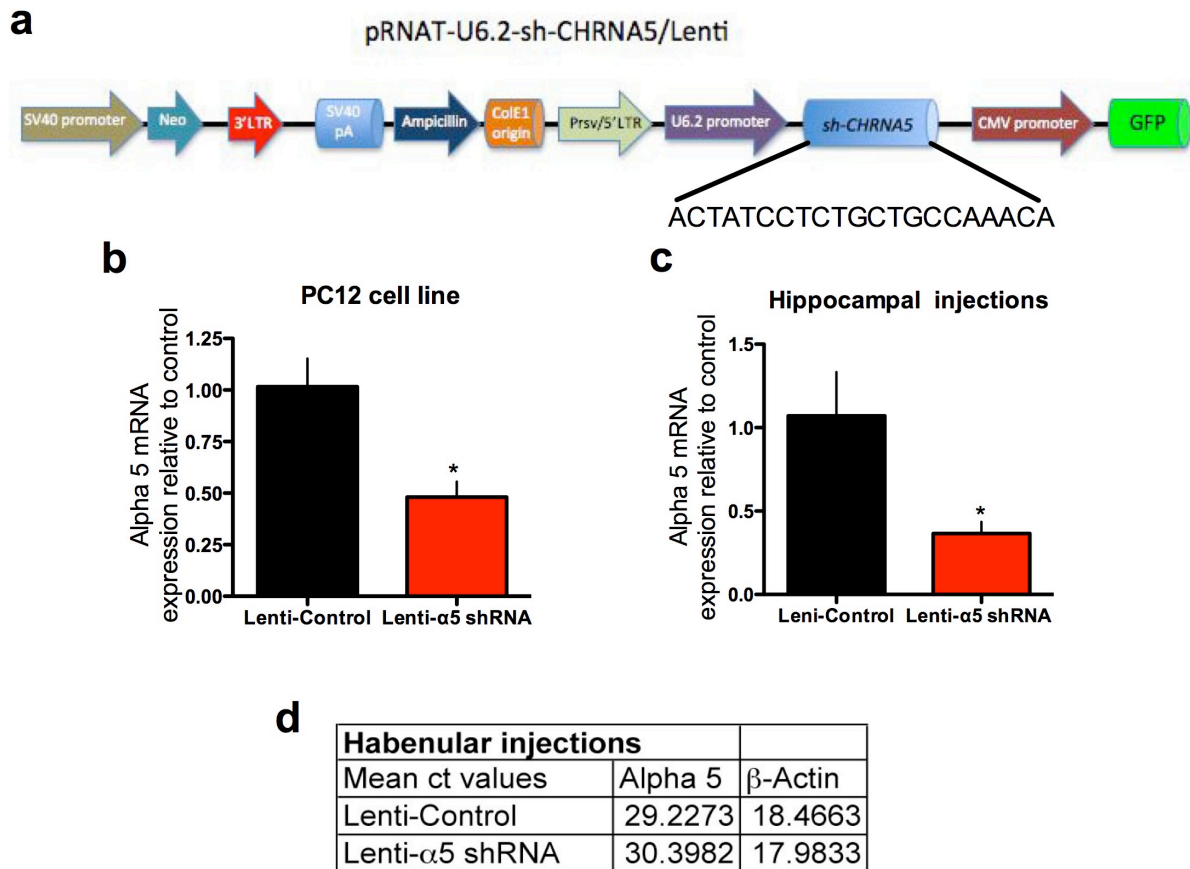 a
pRNAT-U6.2-sh-CHRNA5/Lenti
SV40 promoter
Neo
3'LTR
SV40
pA
Ampicillin
ColE1
origin
Prsv/5'LTR
U6.2 promoter
sh-CHRNA5
CMV promoter
GFP
ACTATCCTCTGCTGCCAAACA
b
PC12 cell line
Alpha 5 mRNA
expression relative to control
1.25
1.00
0.75
0.50
0.25
0.00
*
Lenti-Control Lenti-α5 shRNA
c
Hippocampal injections
Alpha 5 mRNA
expression relative to control
1.5
1.0
0.5
0.0
*
Leni-Control Lenti-α5 shRNA
d
Habenular injections
Mean ct values Alpha 5 β-Actin
Lenti-Control 29.2273 18.4663
Lenti-α5 shRNA 30.3982 17.9833